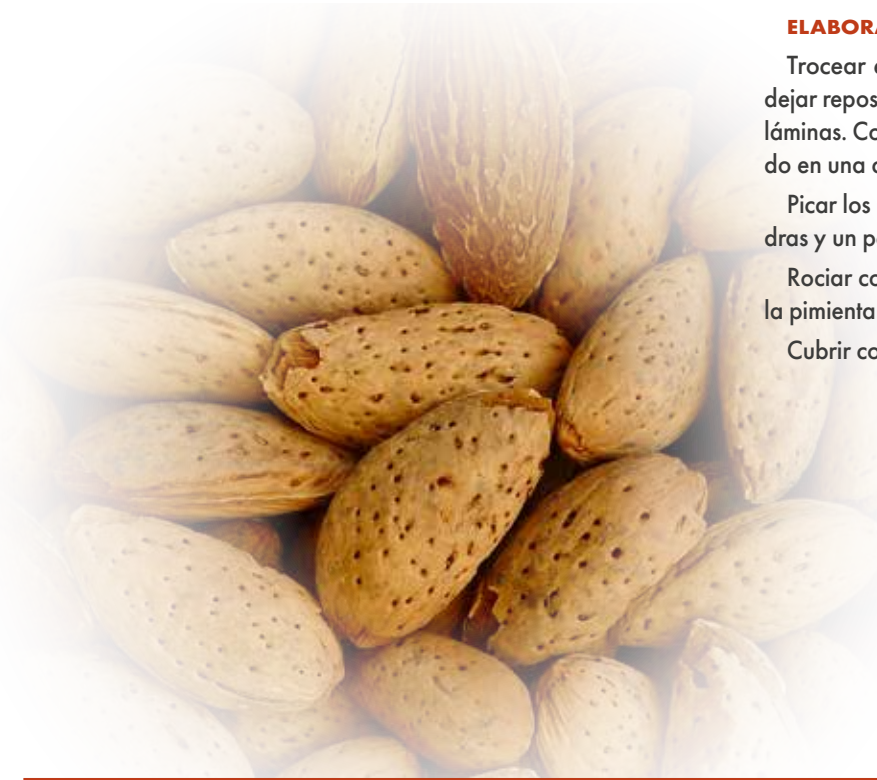 ELABORA
Trocear
dejar repos
láminas. Co
do en una
Picar los
dras y un p
Rociar co
la pimienta
Cubrir co